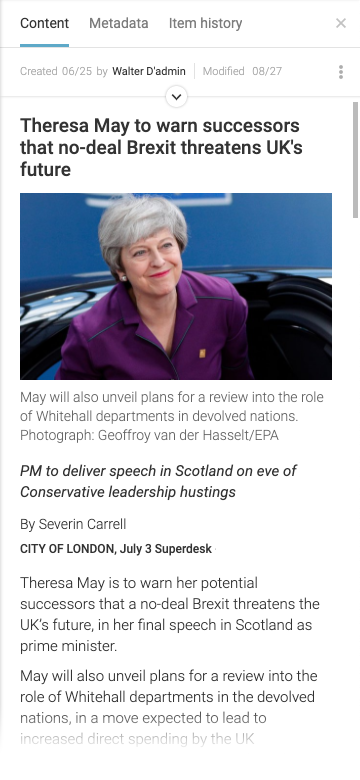 Content Metadata Item history
Created 06/25 by Walter D'admin Modified 08/27
Theresa May to warn successors
that no-deal Brexit threatens UK's
future
May will also unveil plans for a review into the role
of Whitehall departments in devolved nations.
Photograph: Geoffroy van der Hasselt/EPA
PM to deliver speech in Scotland on eve of
Conservative leadership hustings
By Severin Carrell
CITY OF LONDON, July 3 Superdesk
Theresa May is to warn her potential
successors that a no-deal Brexit threatens the
UK’s future, in her final speech in Scotland as
prime minister.
May will also unveil plans for a review into the
role of Whitehall departments in the devolved
nations, in a move expected to lead to
increased direct spending by the UK